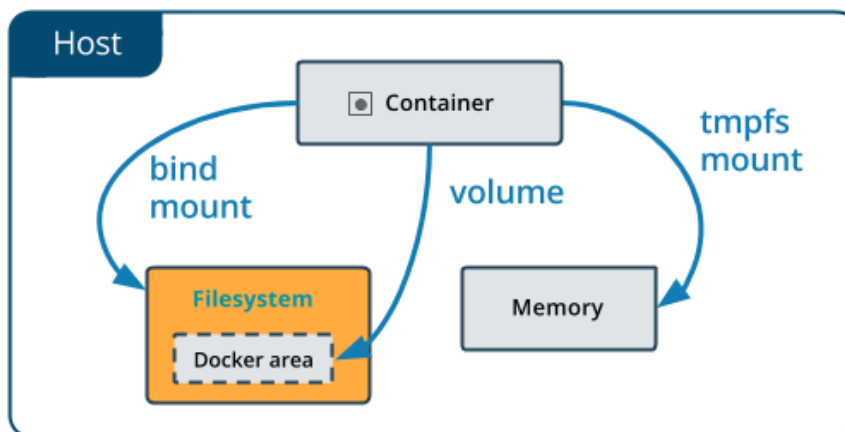 Host
Container
bind
mount
volume
tmpfs
mount
Filesystem
Docker area
Memory